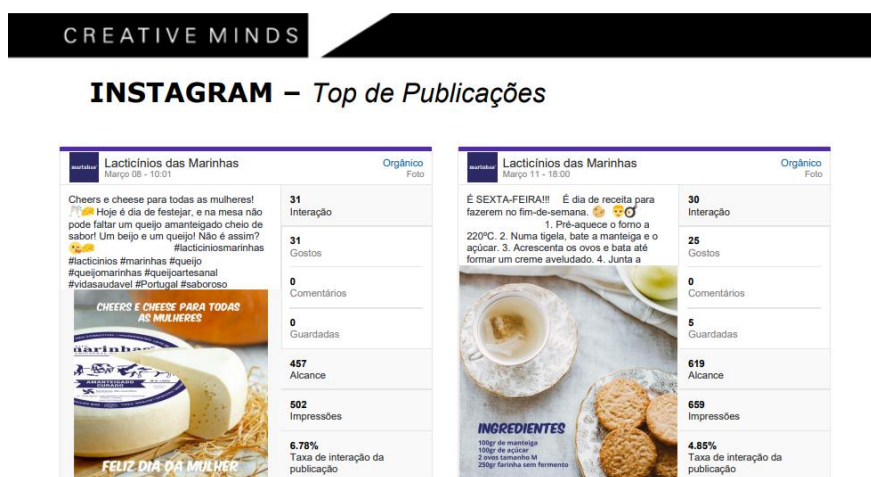 CREATIVE MINDS
INSTAGRAM – Top de Publicações
marinhas
Lacticínios das Marinhas
Março 08 - 10:01
Orgânico
Foto
Cheers e cheese para todas as mulheres!
🥂🧀 Hoje é dia de festejar, e na mesa não
pode faltar um queijo amanteigado cheio de
sabor! Um beijo e um queijo! Não é assim?
😘🧀 #lacticiniosmarinhas
#lacticinios #marinhas #queijo
#queijomarinhas #queijoartesanal
#vidasaudavel #Portugal #saboroso
CHEERS E CHEESE PARA TODAS
AS MULHERES
marinhas
AMANTEIGADO
CURADO
FELIZ DIA DA MULHER
31
Interação
31
Gostos
0
Comentários
0
Guardadas
457
Alcance
502
Impressões
6.78%
Taxa de interação da
publicação
marinhas
Lacticínios das Marinhas
Março 11 - 18:00
Orgânico
Foto
É SEXTA-FEIRA!!! É dia de receita para
fazerem no fim-de-semana.
1. Pré-aquece o forno a
220ºC. 2. Numa tigela, bate a manteiga e o
açúcar. 3. Acrescenta os ovos e bata até
formar um creme aveludado. 4. Junta a
INGREDIENTES
100gr de manteiga
100gr de açúcar
2 ovos tamanho M
250gr farinha sem fermento
30
Interação
25
Gostos
0
Comentários
5
Guardadas
619
Alcance
659
Impressões
4.85%
Taxa de interação da
publicação